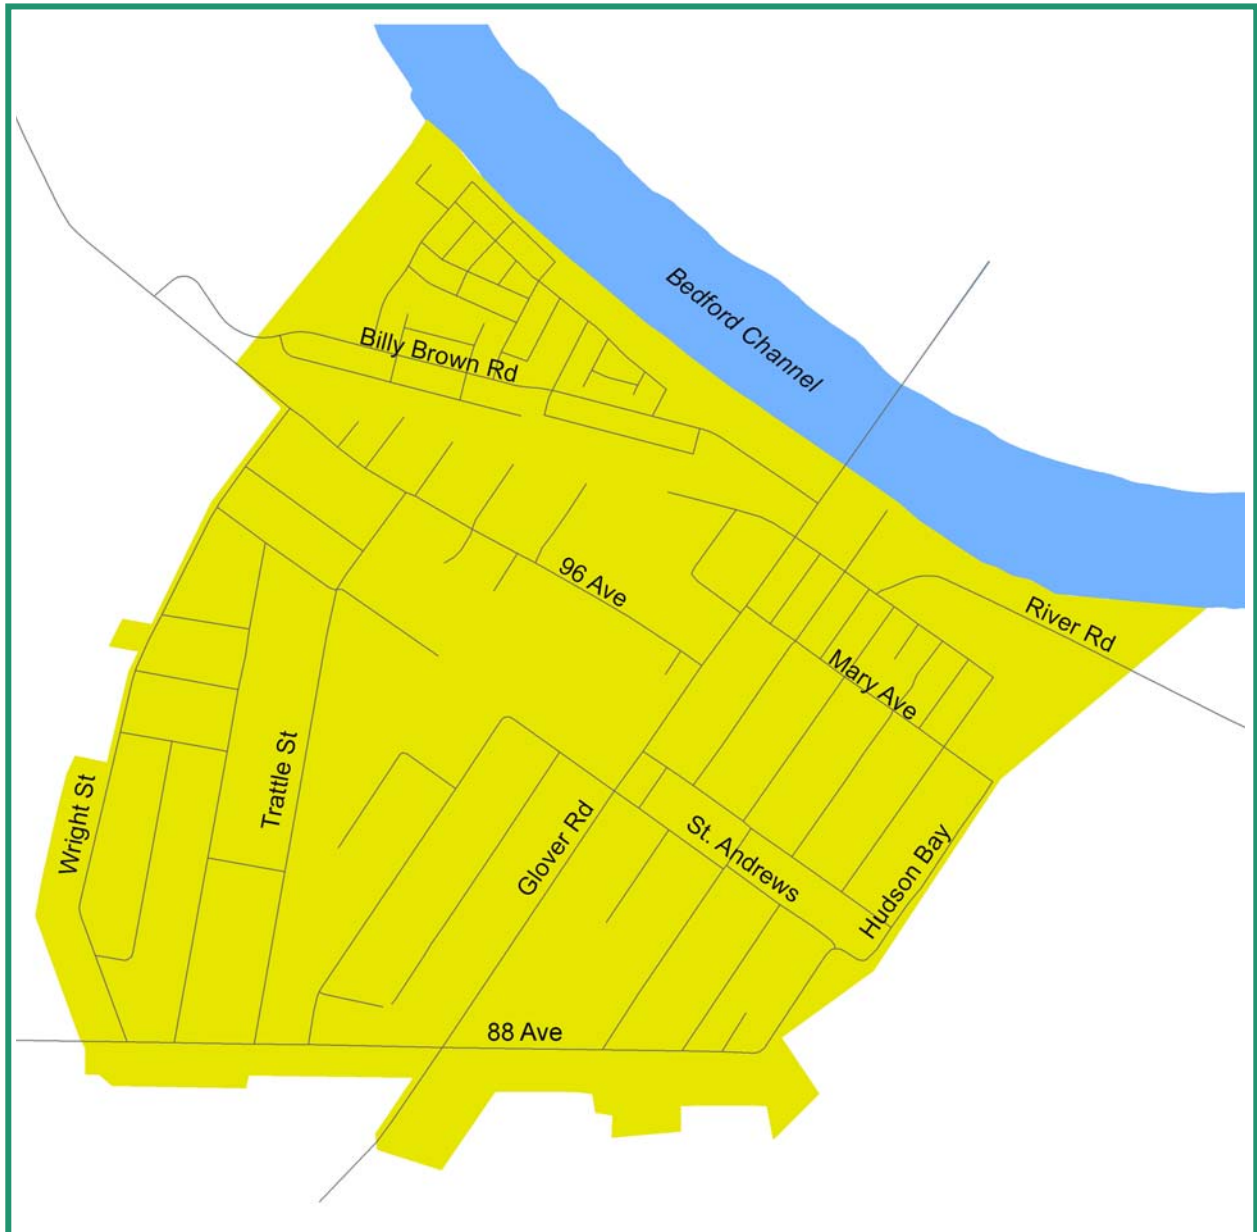 Bedford Channel
Billy Brown Rd
96 Ave
River Rd
Mary Ave
Trattle St
Wright St
Glover Rd
St. Andrews
Hudson Bay
88 Ave